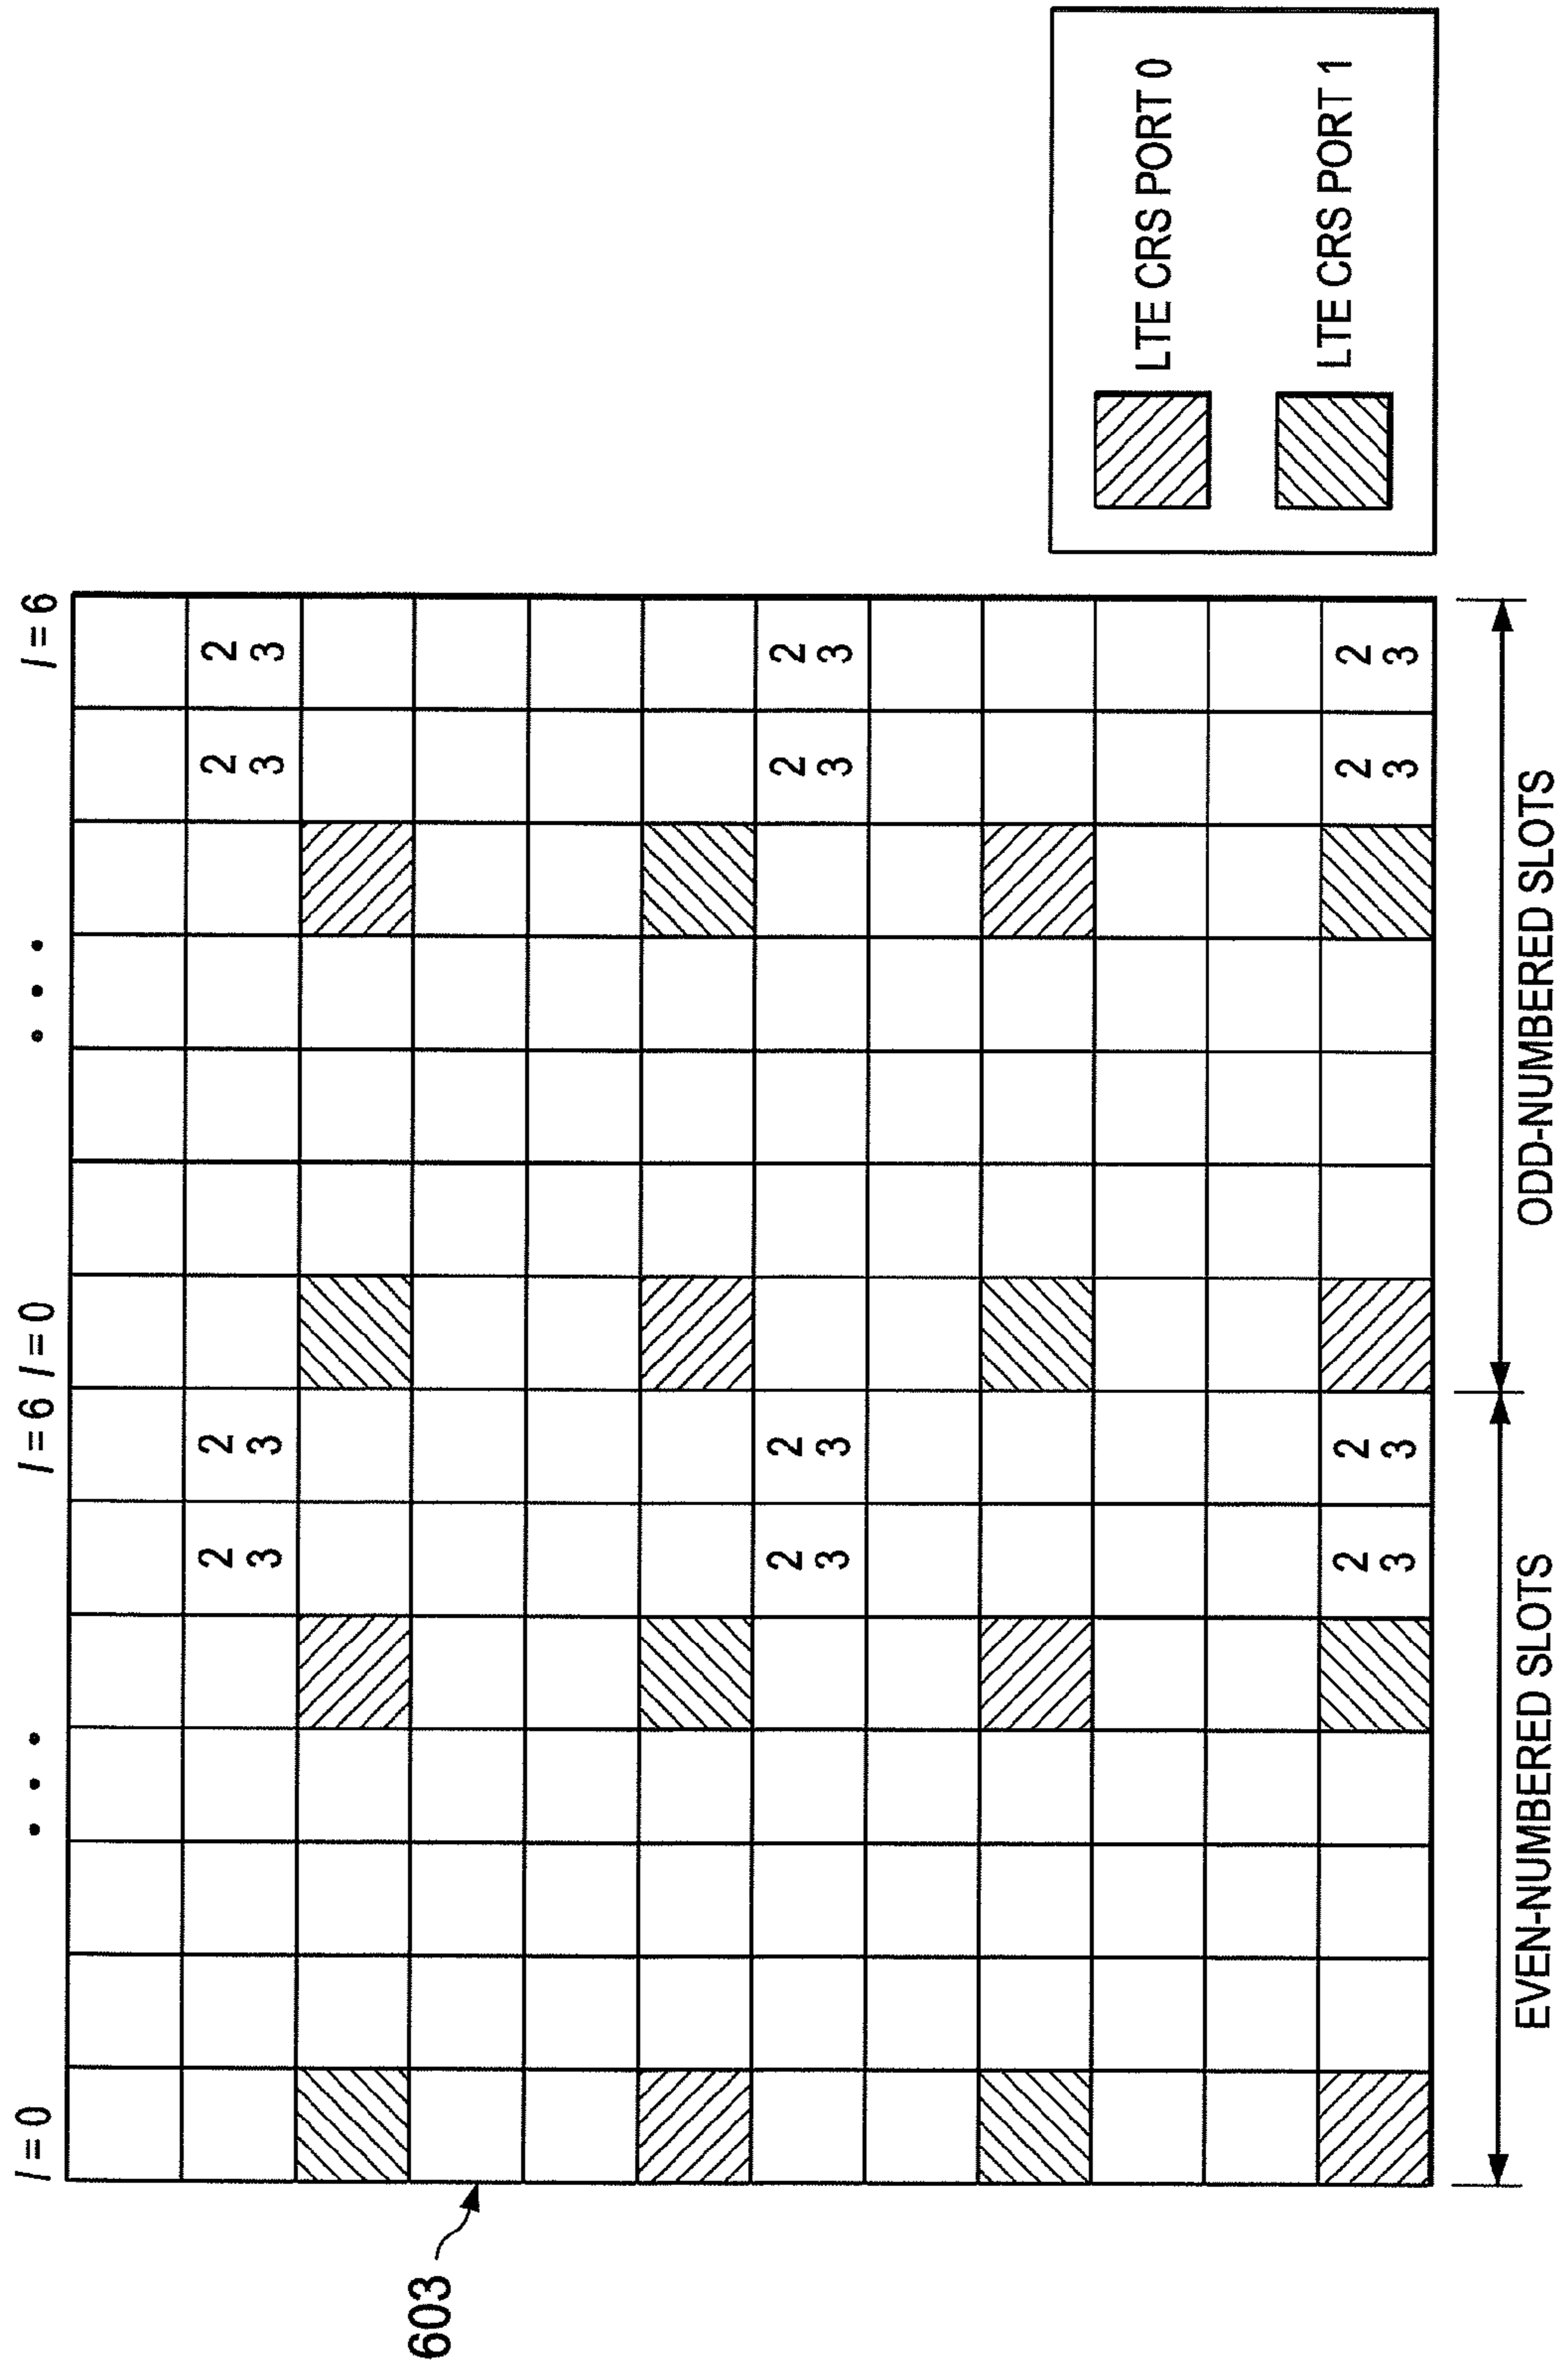 l = 0 • • • l = 6 l = 0 • • • l = 6
2 2 2 2
3 3 3 3
603
2 2 2 2
3 3 3 3
2 2 2 2
3 3 3 3
EVEN-NUMBERED SLOTS
ODD-NUMBERED SLOTS
LTE CRS PORT 0
LTE CRS PORT 1